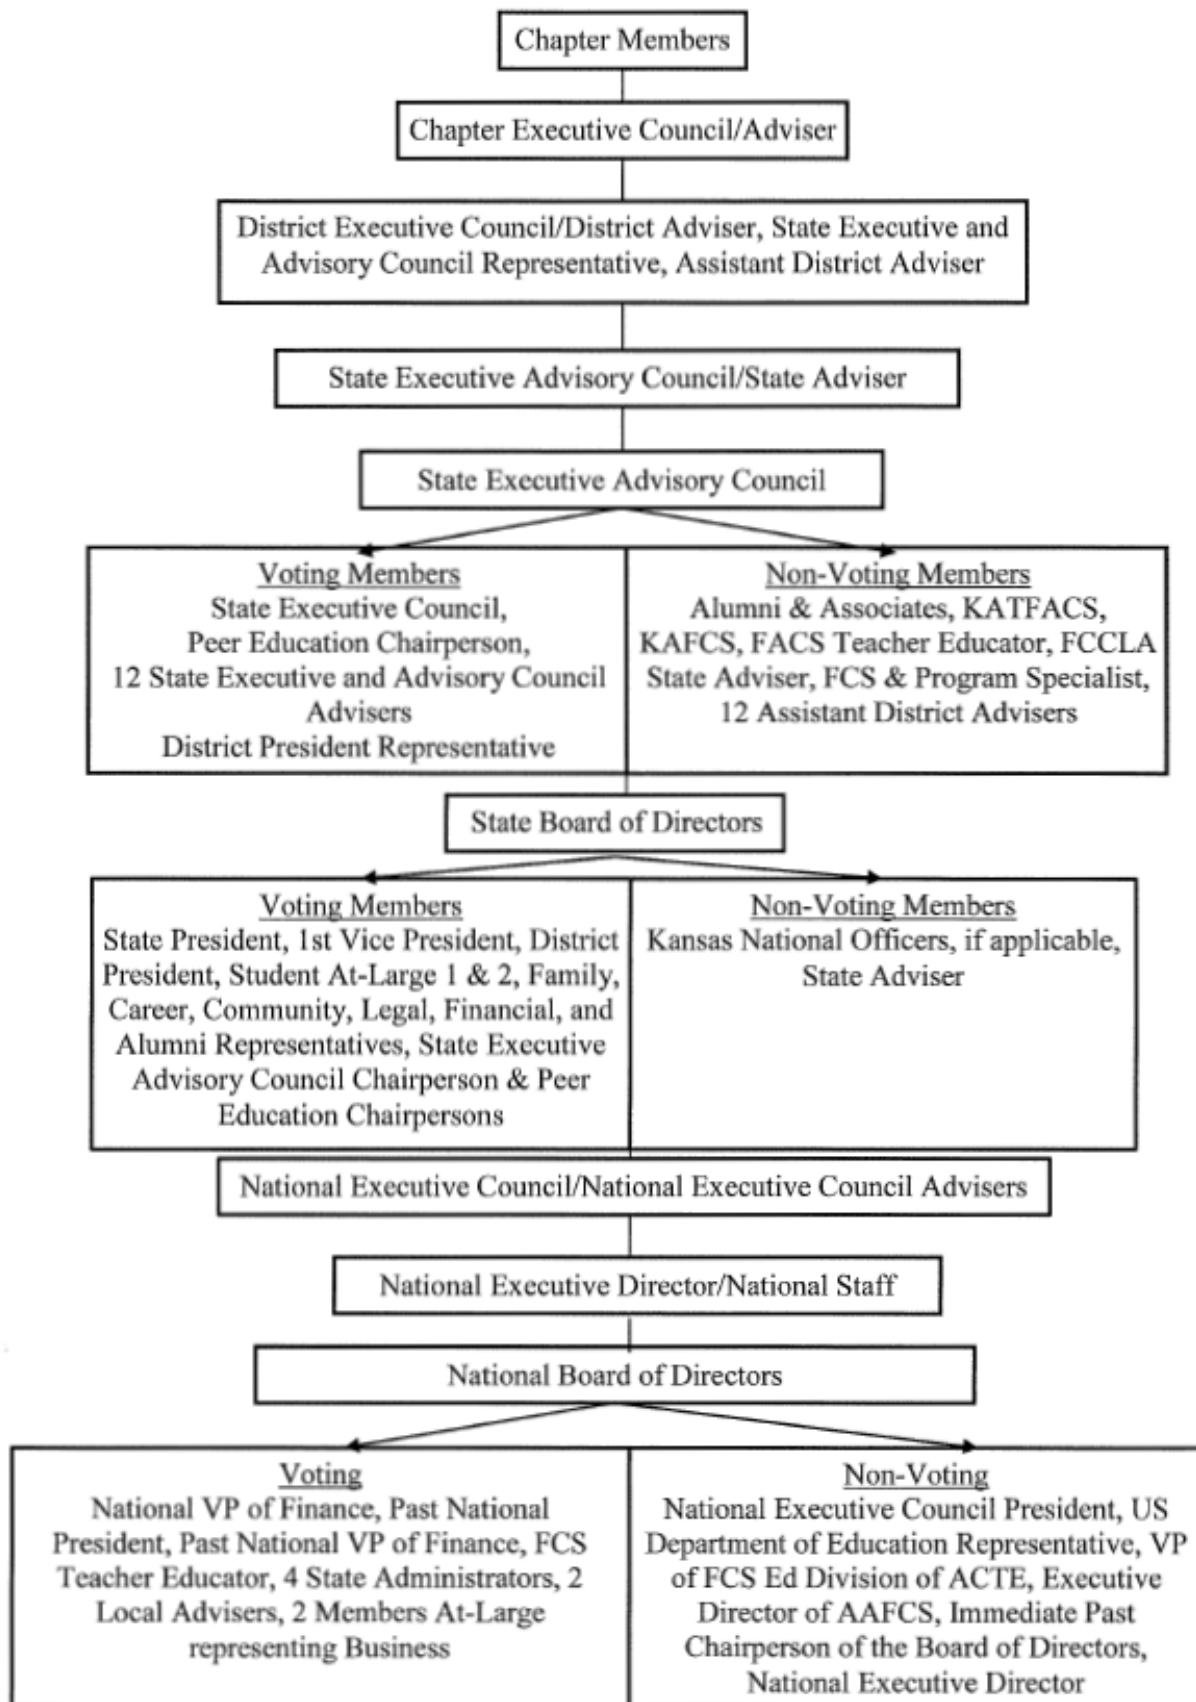 Chapter Members
Chapter Executive Council/Adviser
District Executive Council/District Adviser, State Executive and
Advisory Council Representative, Assistant District Adviser
State Executive Advisory Council/State Adviser
State Executive Advisory Council
Voting Members
State Executive Council,
Peer Education Chairperson,
12 State Executive and Advisory Council
Advisers
District President Representative
Non-Voting Members
Alumni & Associates, KATFACS,
KAFCS, FACS Teacher Educator, FCCLA
State Adviser, FCS & Program Specialist,
12 Assistant District Advisers
State Board of Directors
Voting Members
State President, 1st Vice President, District
President, Student At-Large 1 & 2, Family,
Career, Community, Legal, Financial, and
Alumni Representatives, State Executive
Advisory Council Chairperson & Peer
Education Chairpersons
Non-Voting Members
Kansas National Officers, if applicable,
State Adviser
National Executive Council/National Executive Council Advisers
National Executive Director/National Staff
National Board of Directors
Voting
National VP of Finance, Past National
President, Past National VP of Finance, FCS
Teacher Educator, 4 State Administrators, 2
Local Advisers, 2 Members At-Large
representing Business
Non-Voting
National Executive Council President, US
Department of Education Representative, VP
of FCS Ed Division of ACTE, Executive
Director of AAFCS, Immediate Past
Chairperson of the Board of Directors,
National Executive Director